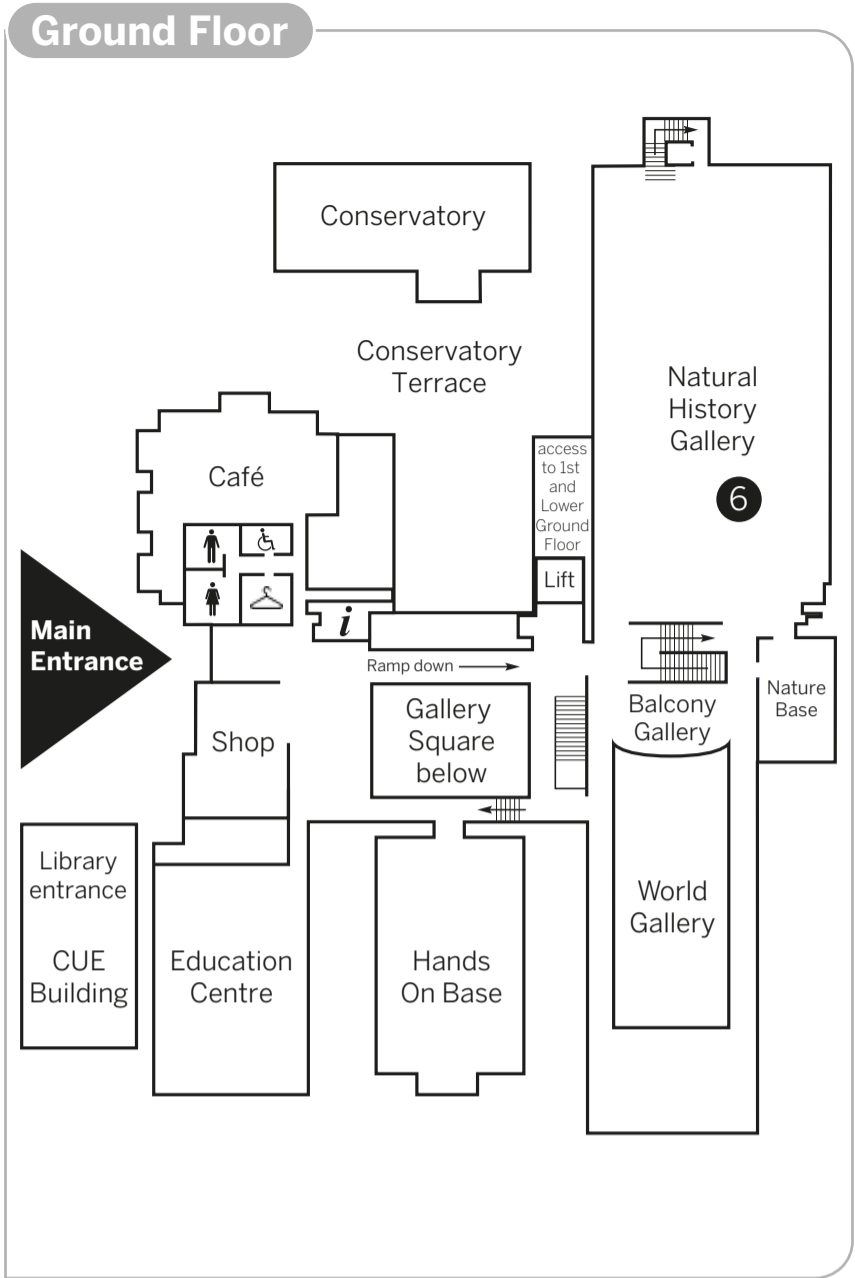 Ground Floor
Conservatory
Conservatory
Terrace
Natural
History
Gallery
6
access
to 1st
and
Lower
Ground
Floor
Lift
Café
i
Main
Entrance
Ramp down
Nature
Base
Balcony
Gallery
Gallery
Square
below
Shop
Library
entrance
CUE
Building
Education
Centre
Hands
On Base
World
Gallery